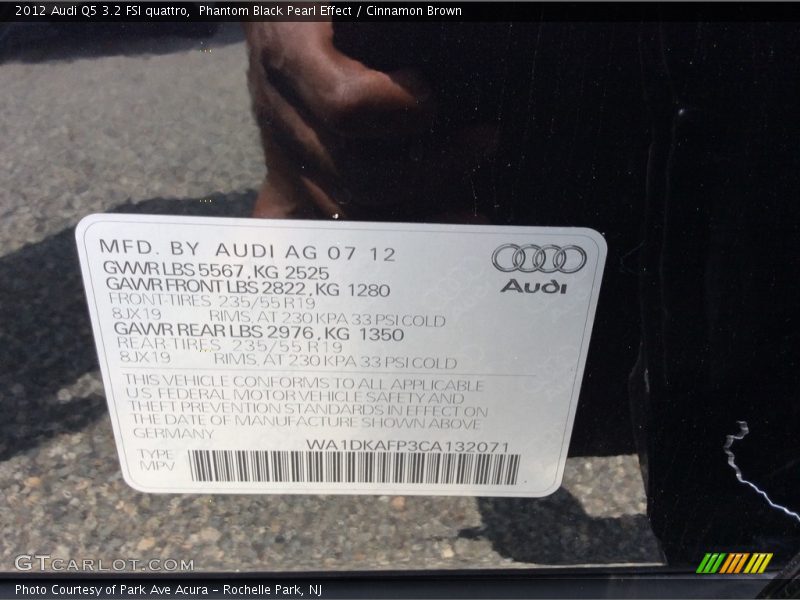 2012 Audi Q5 3.2 FSI quattro, Phantom Black Pearl Effect / Cinnamon Brown
MFD. BY AUDI AG 07 12
GWWR LBS 5567, KG 2525
GAWR FRONT LBS 2822, KG 1280
FRONT-TIRES 235/55 R19
8JX19 RIMS, AT 230 KPA 33 PSI COLD
GAWR REAR LBS 2976, KG 1350
REAR-TIRES 235/55 R19
8JX19 RIMS, AT 230 KPA 33 PSI COLD
Audi
THIS VEHICLE CONFORMS TO ALL APPLICABLE
U.S. FEDERAL MOTOR VEHICLE SAFETY AND
THEFT PREVENTION STANDARDS IN EFFECT ON
THE DATE OF MANUFACTURE SHOWN ABOVE
GERMANY
WA1DKAFP3CA132071
TYPE
MPV
GTCARLOT.COM
Photo Courtesy of Park Ave Acura - Rochelle Park, NJ